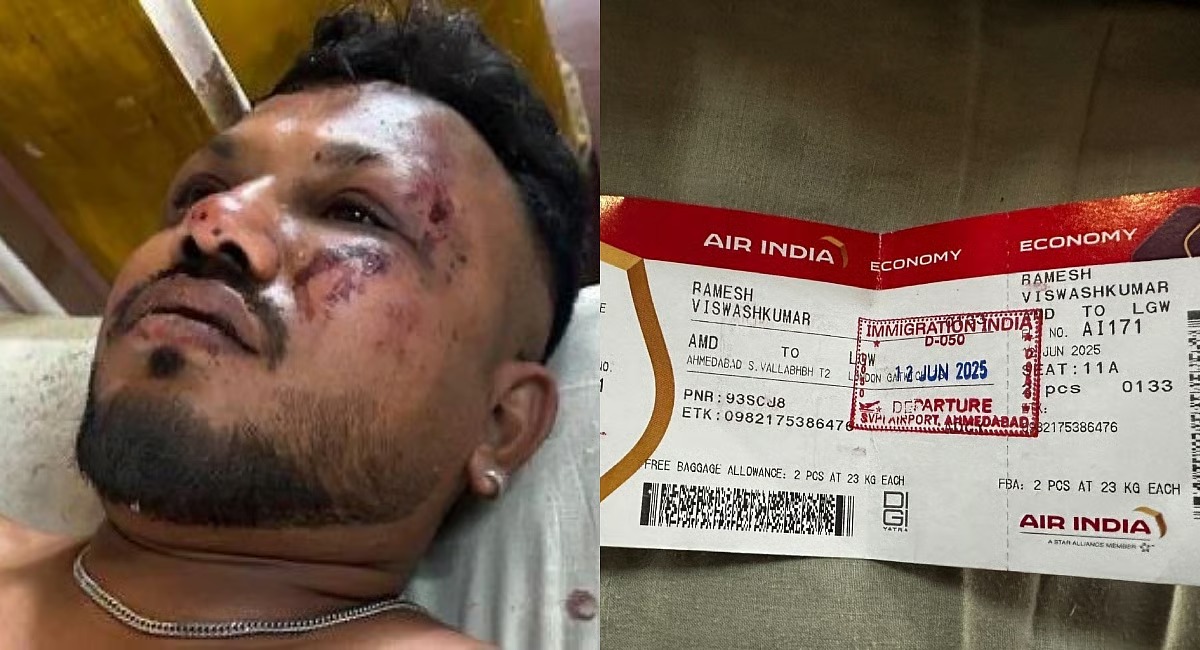 AIR INDIA
ECONOMY
ECONOMY
RAMESH
VISWASHKUMAR
AMD TO LGW
AHMEDABAD S.VALLABHBH T2 LONDON
PNR:93SCJ8
ETK:0982175386476
FREE BAGGAGE ALLOWANCE: 2 PCS AT 23 KG EACH
DIGI
YATRA
IMMIGRATION INDIA
D-050
12 JUN 2025
DEPARTURE
SVPI AIRPORT, AHMEDABAD
RAMESH
VISWASHKUMAR
TO LGW
NO. AI171
JUN 2025
SEAT:11A
pcs 0133
82175386476
FBA: 2 PCS AT 23 KG EACH
AIR INDIA
A STAR ALLIANCE MEMBER